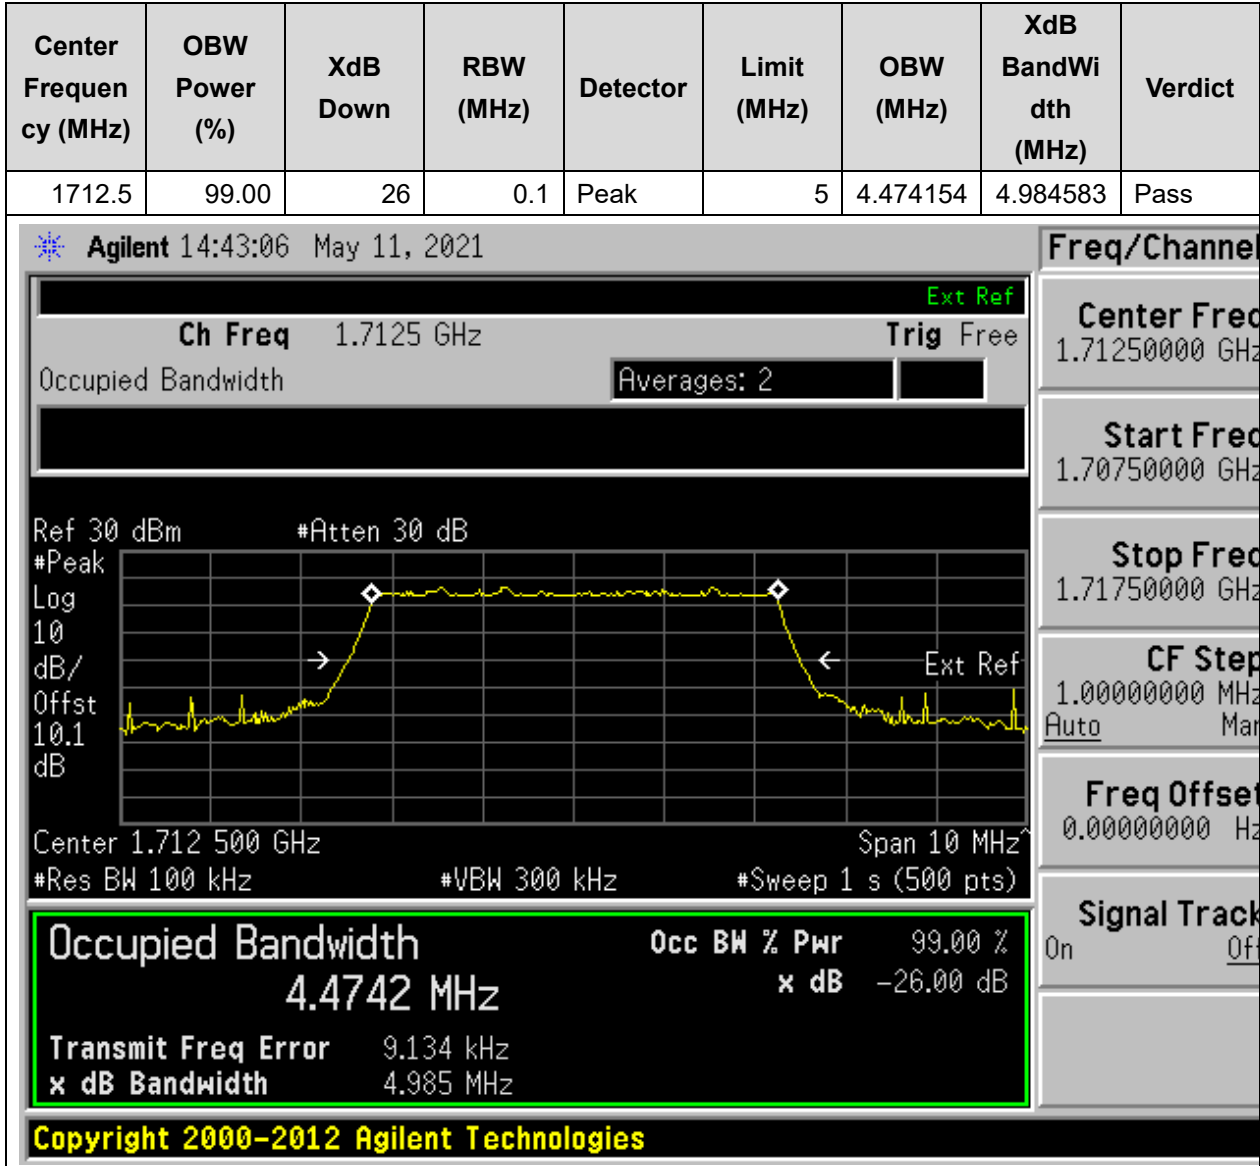 Center Frequen cy (MHz) OBW Power (%) XdB Down RBW (MHz) Detector Limit (MHz) OBW (MHz) XdB BandWi dth (MHz) Verdict
1712.5 99.00 26 0.1 Peak 5 4.474154 4.984583 Pass
Agilent 14:43:06 May 11, 2021
Freq/Channel
Ext Ref
Ch Freq 1.7125 GHz Trig Free
Occupied Bandwidth Averages: 2
Center Freq
1.71250000 GHz
Start Freq
1.70750000 GHz
Stop Freq
1.71750000 GHz
CF Step
1.00000000 MHz
Auto Man
Freq Offset
0.00000000 Hz
Signal Track
On Off
Ref 30 dBm #Atten 30 dB
#Peak
Log
10
dB/
Offst
10.1
dB
Ext Ref
Center 1.712 500 GHz Span 10 MHz^
#Res BW 100 kHz #VBW 300 kHz #Sweep 1 s (500 pts)
Occupied Bandwidth Occ BW % Pwr 99.00 %
4.4742 MHz x dB -26.00 dB
Transmit Freq Error 9.134 kHz
x dB Bandwidth 4.985 MHz
Copyright 2000-2012 Agilent Technologies